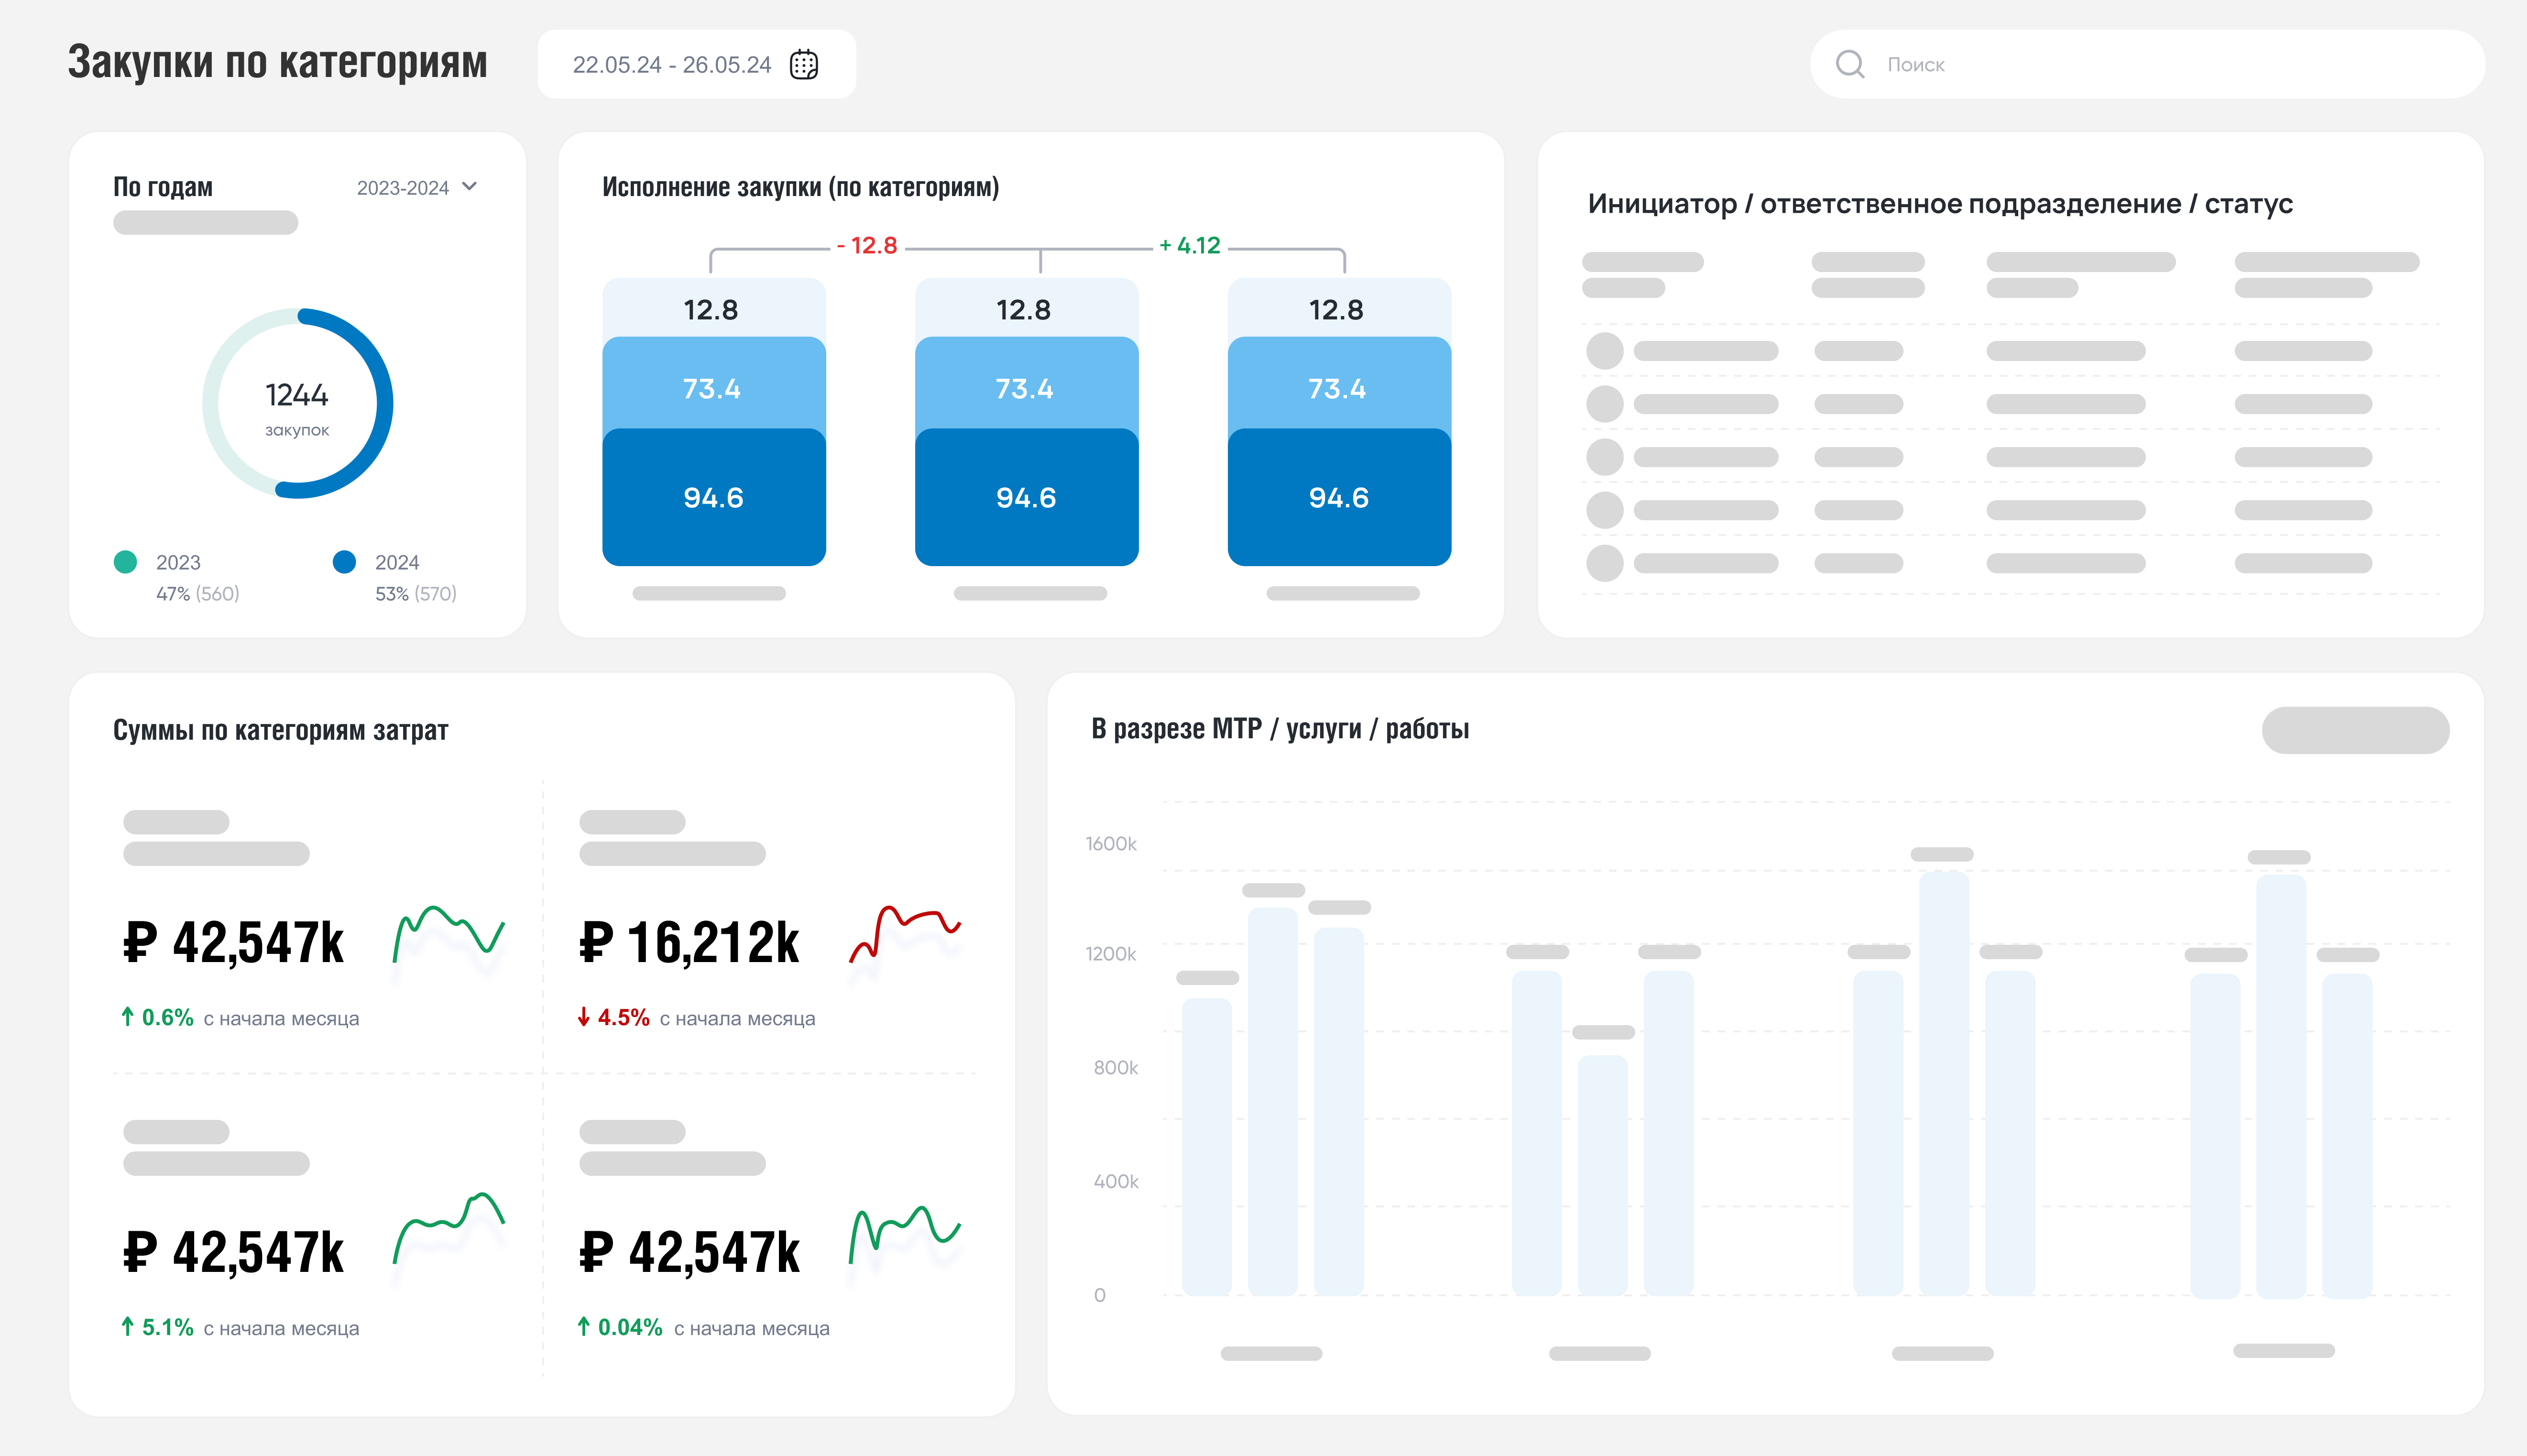 Закупки по категориям
22.05.24 - 26.05.24
Поиск
По годам
2023-2024
1244
закупок
2023
47% (560)
2024
53% (570)
Исполнение закупки (по категориям)
- 12.8
+ 4.12
12.8
12.8
12.8
73.4
73.4
73.4
94.6
94.6
94.6
Инициатор / ответственное подразделение / статус
Суммы по категориям затрат
₽ 42,547k
0.6% с начала месяца
₽ 16,212k
4.5% с начала месяца
₽ 42,547k
5.1% с начала месяца
₽ 42,547k
0.04% с начала месяца
В разрезе МТР / услуги / работы
1600k
1200k
800k
400k
0